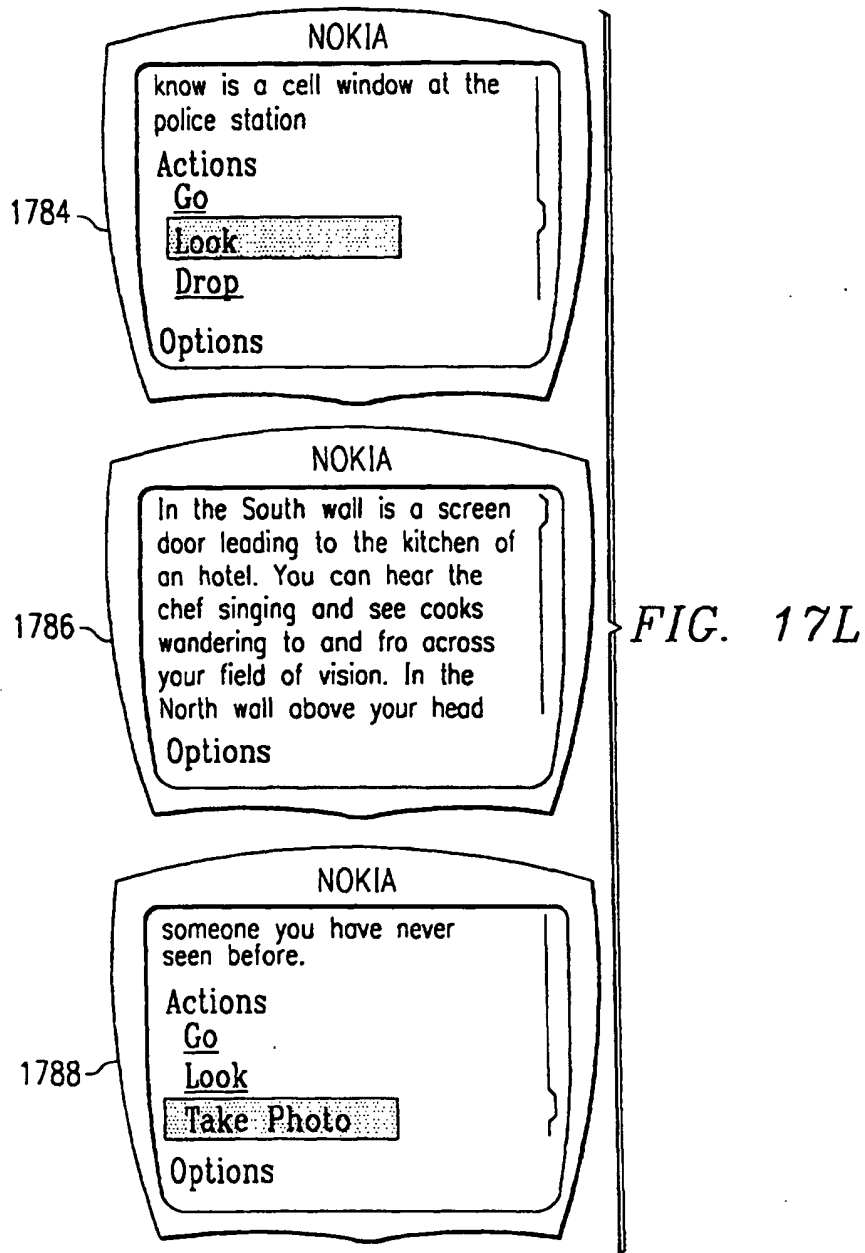 NOKIA
know is a cell window at the
police station
Actions
Go
1784
Look
Drop
Options
NOKIA
In the South wall is a screen
door leading to the kitchen of
an hotel. You can hear the
chef singing and see cooks
1786
wandering to and fro across
your field of vision. In the
North wall above your head
Options
FIG. 17L
NOKIA
someone you have never
seen before.
Actions
Go
1788
Look
Take Photo
Options